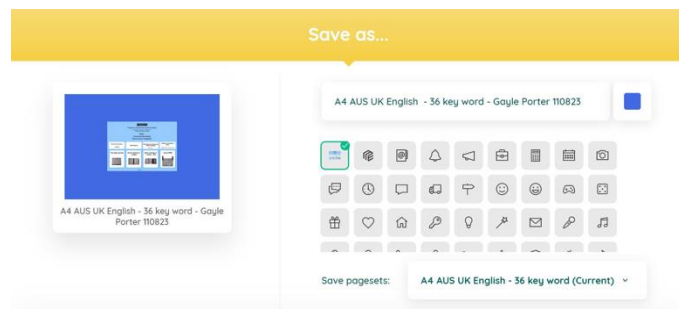 Save as...
A4 AUS UK English - 36 key word - Gayle Porter 110823
A4 AUS UK English - 36 key word - Gayle
Porter 110823
Save pagesets:
A4 AUS UK English - 36 key word (Current)